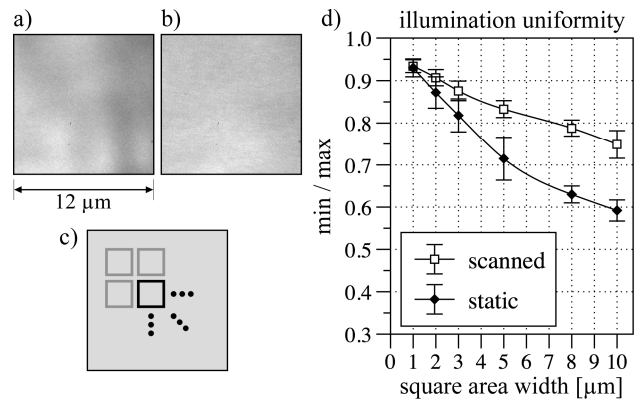 a)
b)
12 µm
c)
d)
illumination uniformity
min / max
1.0
0.9
0.8
0.7
0.6
0.5
0.4
0.3
scanned
static
0 1 2 3 4 5 6 7 8 9 10
square area width [µm]